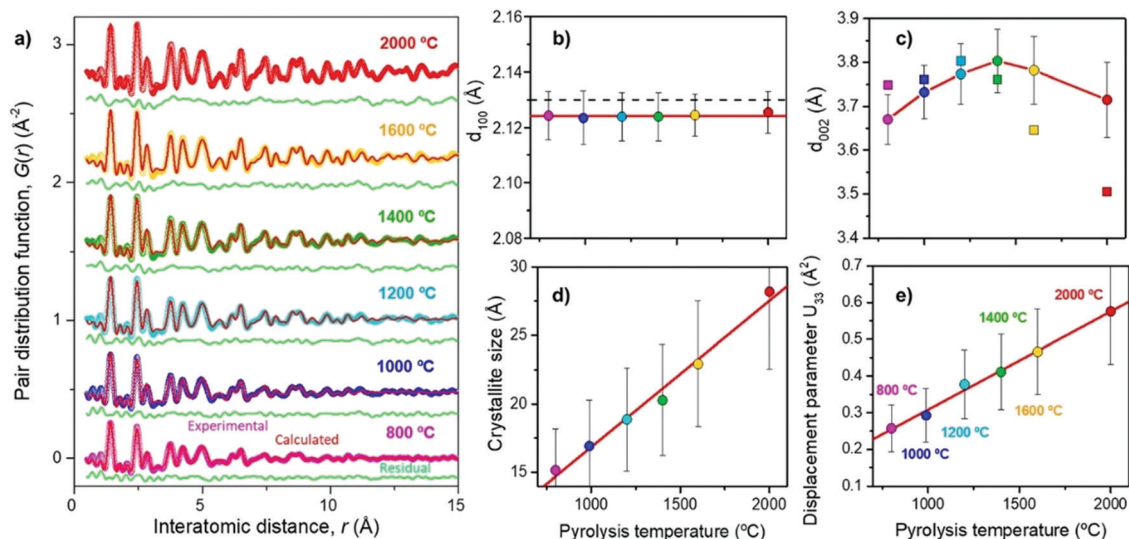 a)
Pair distribution function, G(r) (Å-2)
3
2
1
0
2000 ºC
1600 ºC
1400 ºC
1200 ºC
1000 ºC
Experimental
Calculated
800 ºC
Residual
0 5 10 15
Interatomic distance, r (Å)
b)
d100 (Å)
2.16
2.14
2.12
2.10
2.08
c)
d002 (Å)
3.9
3.8
3.7
3.6
3.5
3.4
d)
Crystallite size (Å)
30
25
20
15
1000 1500 2000
Pyrolysis temperature (ºC)
e)
Displacement parameter U33 (Å2)
0.7
0.6
0.5
0.4
0.3
0.2
0.1
2000 ºC
1400 ºC
800 ºC
1600 ºC
1200 ºC
1000 ºC
1000 1500 2000
Pyrolysis temperature (ºC)